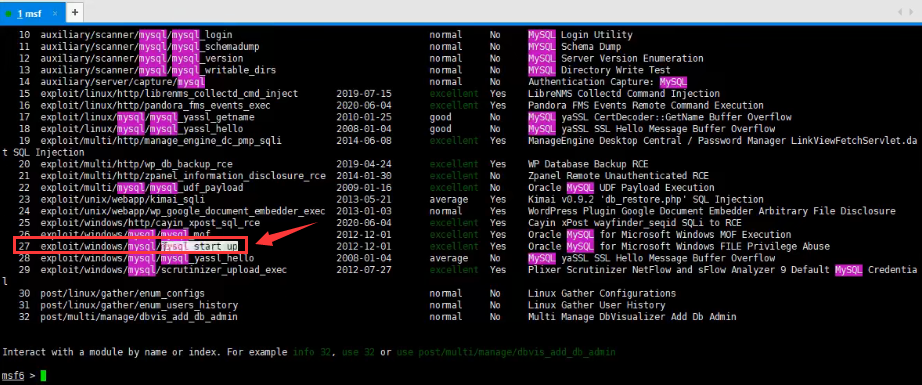 1 msf × +
10 auxiliary/scanner/mysql/mysql_login normal No MySQL Login Utility
11 auxiliary/scanner/mysql/mysql_schemadump normal No MYSQL Schema Dump
12 auxiliary/scanner/mysql/mysql_version normal No MySQL Server Version Enumeration
13 auxiliary/scanner/mysql/mysql_writable_dirs normal No MYSQL Directory Write Test
14 auxiliary/server/capture/mysql normal No Authentication Capture: MySQL
15 exploit/linux/http/librenms_collectd_cmd_inject 2019-07-15 excellent Yes LibreNMS Collectd Command Injection
16 exploit/linux/http/pandora_fms_events_exec 2020-06-04 excellent Yes Pandora FMS Events Remote Command Execution
17 exploit/linux/mysql/mysql_yassl_getname 2010-01-25 good No MySQL yaSSL CertDecoder::GetName Buffer Overflow
18 exploit/linux/mysql/mysql_yassl_hello 2008-01-04 good No MySQL yaSSL SSL Hello Message Buffer Overflow
19 exploit/multi/http/manage_engine_dc_pmp_sqli 2014-06-08 excellent Yes ManageEngine Desktop Central / Password Manager LinkViewFetchServlet.da
t SQL Injection
20 exploit/multi/http/wp_db_backup_rce 2019-04-24 excellent Yes WP Database Backup RCE
21 exploit/multi/http/zpanel_information_disclosure_rce 2014-01-30 excellent No Zpanel Remote Unauthenticated RCE
22 exploit/multi/mysql/mysql_udf_payload 2009-01-16 excellent No Oracle MySQL UDF Payload Execution
23 exploit/unix/webapp/kimai_sqli 2013-05-21 average Yes Kimai v0.9.2 'db_restore.php' SQL Injection
24 exploit/unix/webapp/wp_google_document_embedder_exec 2013-01-03 normal Yes WordPress Plugin Google Document Embedder Arbitrary File Disclosure
25 exploit/windows/http/cayin_xpost_sql_rce 2020-06-04 excellent Yes Cayin xPost wayfinder_seqid SQLi to RCE
26 exploit/windows/mysql/mysql_mof 2012-12-01 excellent Yes Oracle MySQL for Microsoft Windows MOF Execution
27 exploit/windows/mysql/mysql_start_up 2012-12-01 excellent Yes Oracle MySQL for Microsoft Windows FILE Privilege Abuse
28 exploit/windows/mysql/mysql_yassl_hello 2008-01-04 average No MySQL yaSSL SSL Hello Message Buffer Overflow
29 exploit/windows/mysql/scrutinizer_upload_exec 2012-07-27 excellent Yes Plixer Scrutinizer NetFlow and sFlow Analyzer 9 Default MySQL Credentia
l
30 post/linux/gather/enum_configs normal No Linux Gather Configurations
31 post/linux/gather/enum_users_history normal No Linux Gather User History
32 post/multi/manage/dbvis_add_db_admin normal No Multi Manage DbVisualizer Add Db Admin
Interact with a module by name or index. For example info 32, use 32 or use post/multi/manage/dbvis_add_db_admin
msf6 >